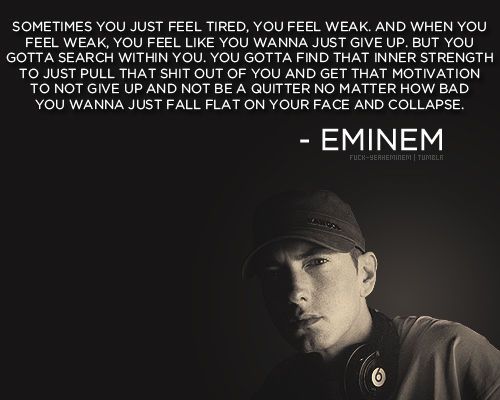 SOMETIMES YOU JUST FEEL TIRED, YOU FEEL WEAK. AND WHEN YOU
FEEL WEAK, YOU FEEL LIKE YOU WANNA JUST GIVE UP. BUT YOU
GOTTA SEARCH WITHIN YOU. YOU GOTTA FIND THAT INNER STRENGTH
TO JUST PULL THAT SHIT OUT OF YOU AND GET THAT MOTIVATION
TO NOT GIVE UP AND NOT BE A QUITTER NO MATTER HOW BAD
YOU WANNA JUST FALL FLAT ON YOUR FACE AND COLLAPSE.
- EMINEM
FUCK-YEAHEMINEM | TUMBLR
b